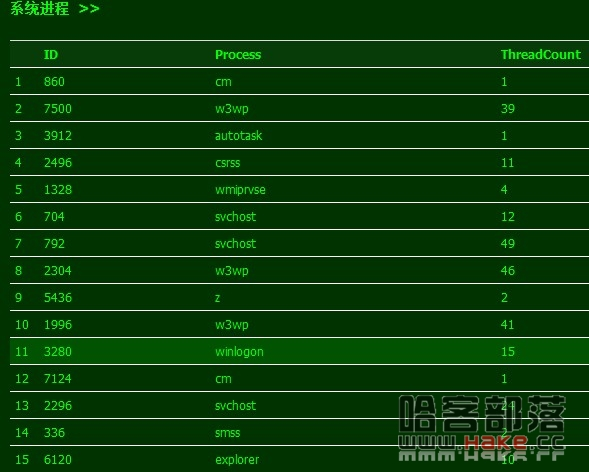 系统进程 >>
ID Process ThreadCount
1 860 cm 1
2 7500 w3wp 39
3 3912 autotask 1
4 2496 csrss 11
5 1328 wmiprvse 4
6 704 svchost 12
7 792 svchost 49
8 2304 w3wp 46
9 5436 z 2
10 1996 w3wp 41
11 3280 winlogon 15
12 7124 cm 1
13 2296 svchost 24
14 336 smss
15 6120 explorer 10
哈客部落
www.Hake.cc